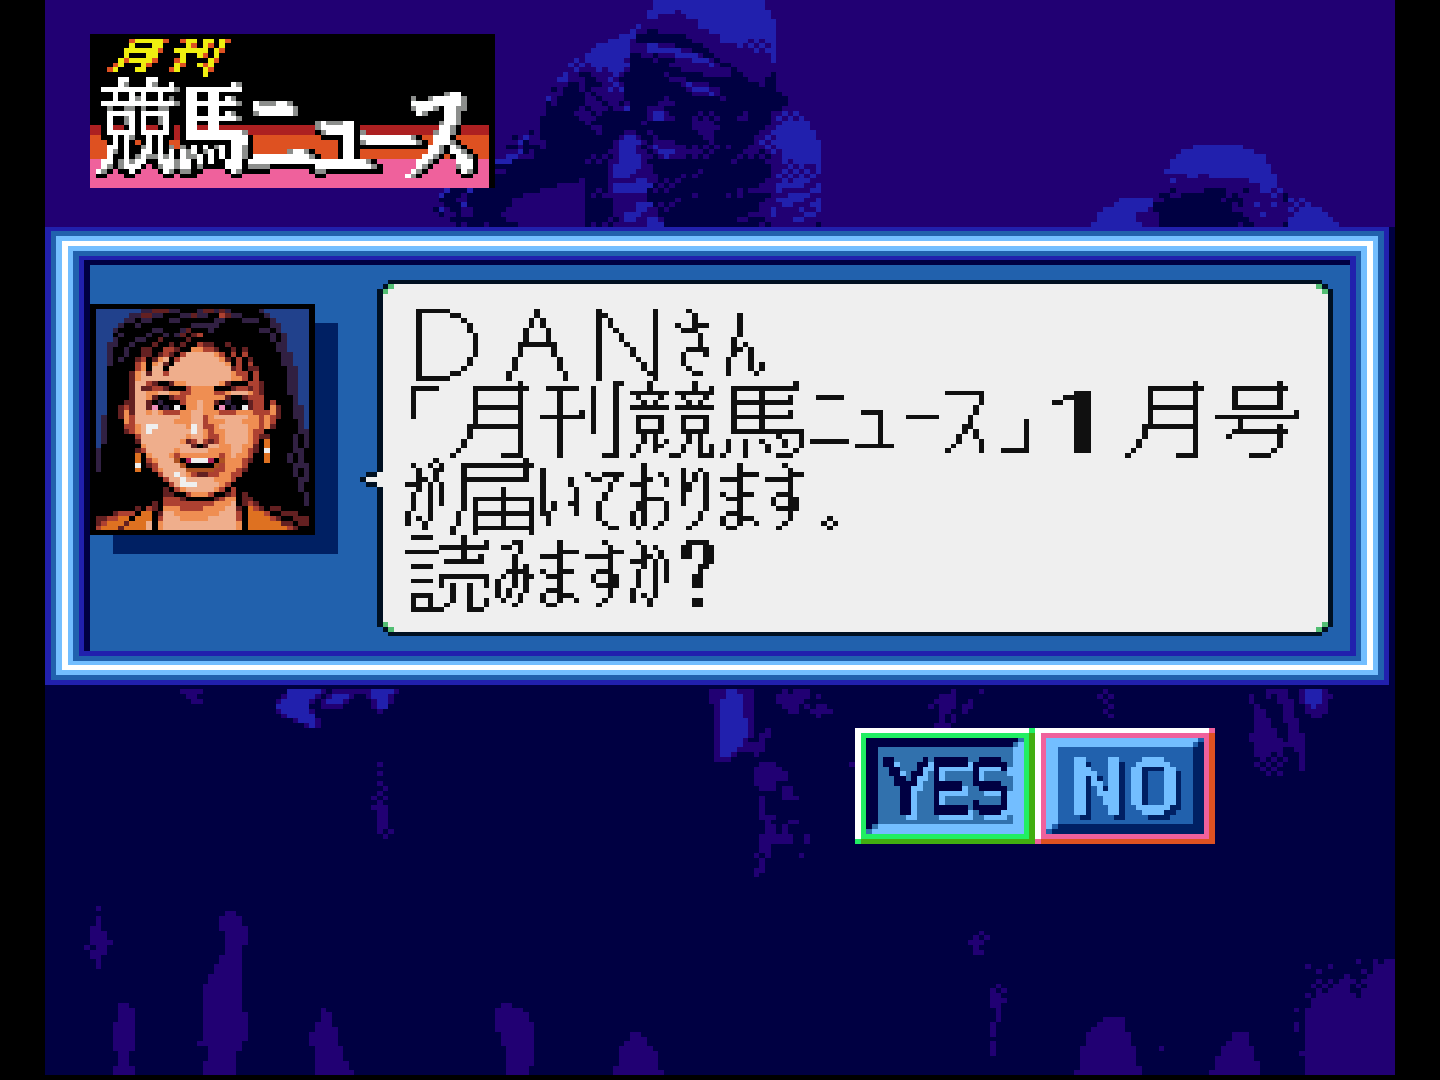 月刊
競馬ニュース
DANさん
「月刊競馬ニュース」1月号
が届いております。
読みますか?
YES NO